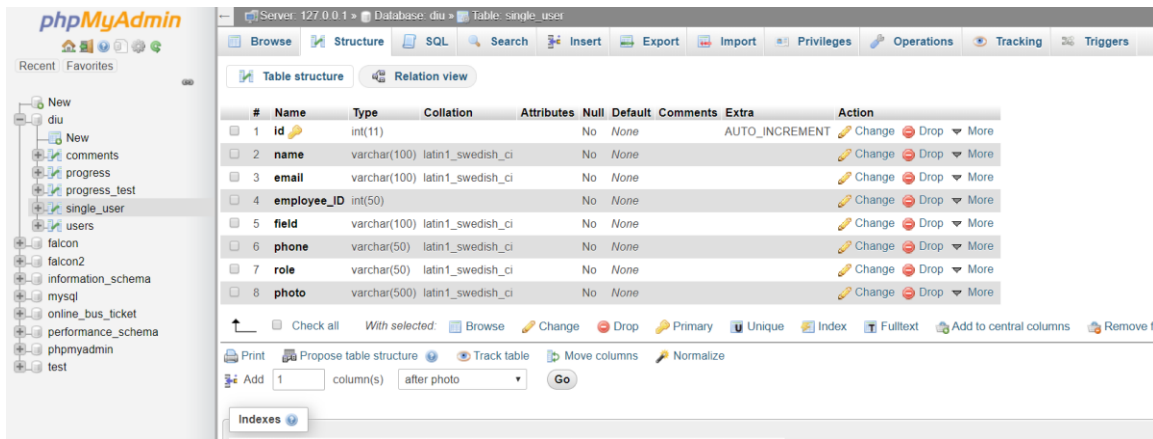 phpMyAdmin
Recent Favorites
New
diu
New
comments
progress
progress_test
single_user
users
falcon
falcon2
information_schema
mysql
online_bus_ticket
performance_schema
phpmyadmin
test
Server: 127.0.0.1 » Database: diu » Table: single_user
Browse Structure SQL Search Insert Export Import Privileges Operations Tracking Triggers
Table structure Relation view
# Name Type Collation Attributes Null Default Comments Extra Action
1 id int(11) No None AUTO_INCREMENT Change Drop More
2 name varchar(100) latin1_swedish_ci No None Change Drop More
3 email varchar(100) latin1_swedish_ci No None Change Drop More
4 employee_ID int(50) No None Change Drop More
5 field varchar(100) latin1_swedish_ci No None Change Drop More
6 phone varchar(50) latin1_swedish_ci No None Change Drop More
7 role varchar(50) latin1_swedish_ci No None Change Drop More
8 photo varchar(500) latin1_swedish_ci No None Change Drop More
Check all With selected: Browse Change Drop Primary Unique Index Fulltext Add to central columns Remove f
Print Propose table structure Track table Move columns Normalize
Add 1 column(s) after photo Go
Indexes